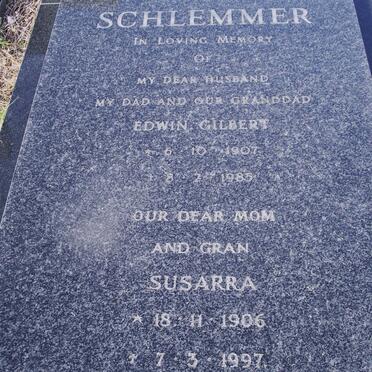 SCHLEMMER
IN LOVING MEMORY
OF
MY DEAR HUSBAND
MY DAD AND OUR GRANDDAD
EDWIN GILBERT
* 6 · 10 · 1907
† 8 · 2 · 1985
OUR DEAR MOM
AND GRAN
SUSARRA
* 18 · 11 · 1906
† 7 · 3 · 1997